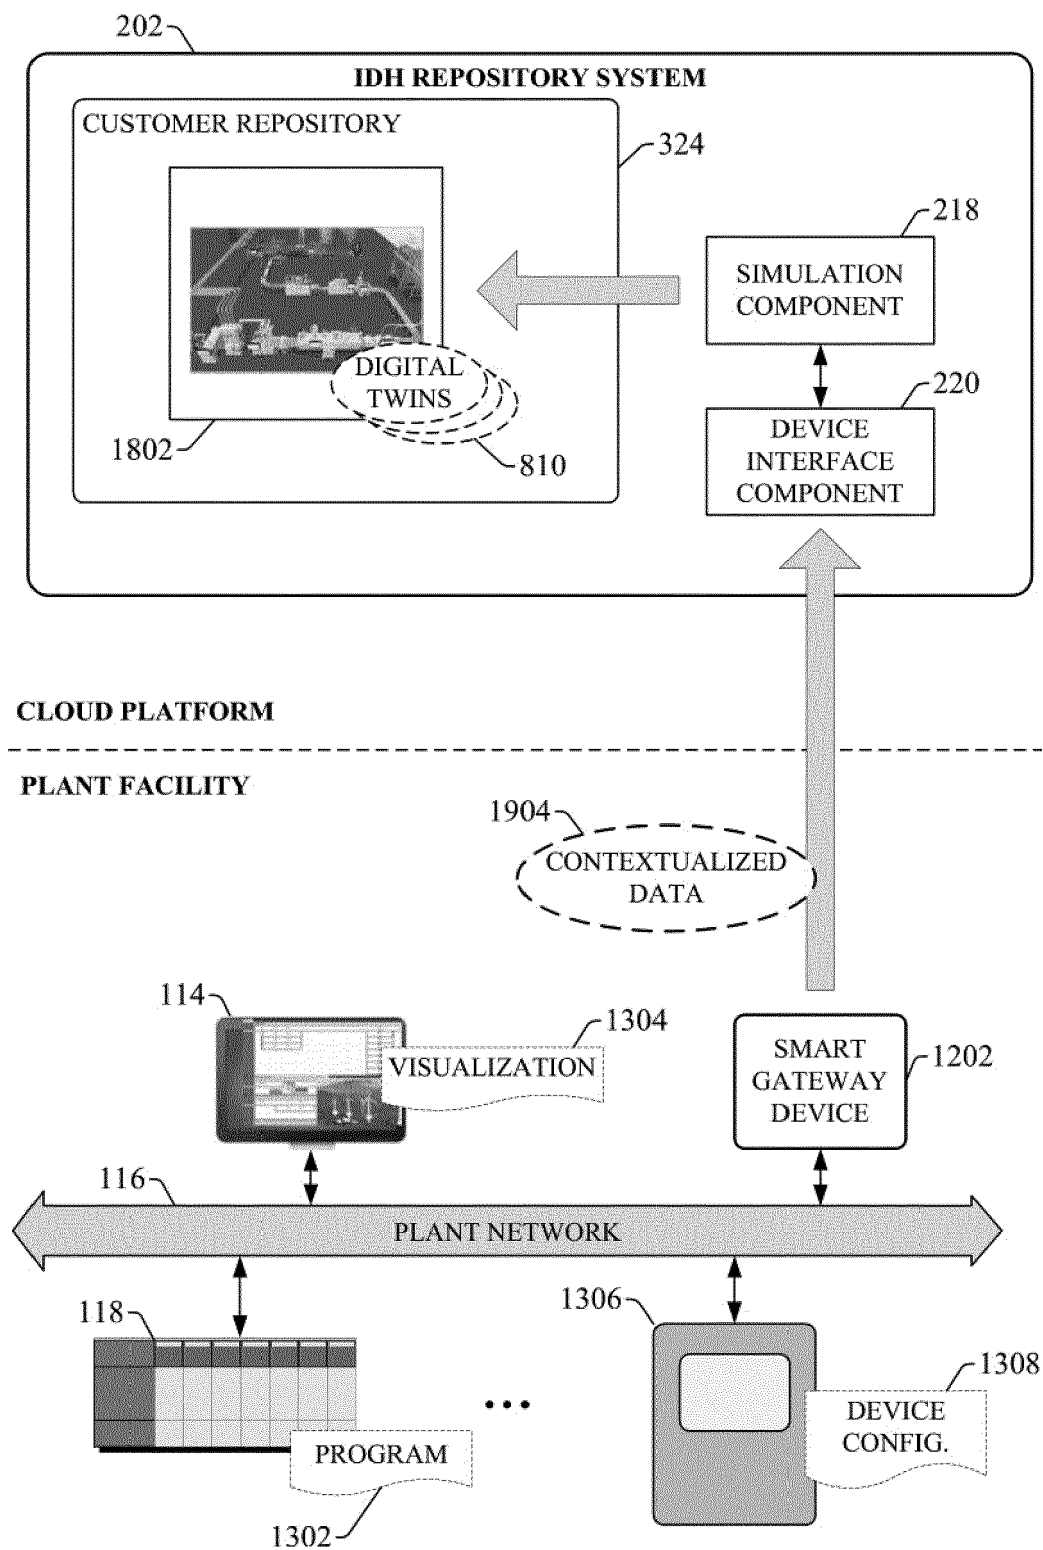 202
IDH REPOSITORY SYSTEM
CUSTOMER REPOSITORY
324
218
SIMULATION
COMPONENT
DIGITAL
TWINS
220
1802
810
DEVICE
INTERFACE
COMPONENT
CLOUD PLATFORM
PLANT FACILITY
1904
CONTEXTUALIZED
DATA
114
1304
VISUALIZATION
SMART
GATEWAY
DEVICE
1202
116
PLANT NETWORK
118
1306
1308
DEVICE
CONFIG.
PROGRAM
1302